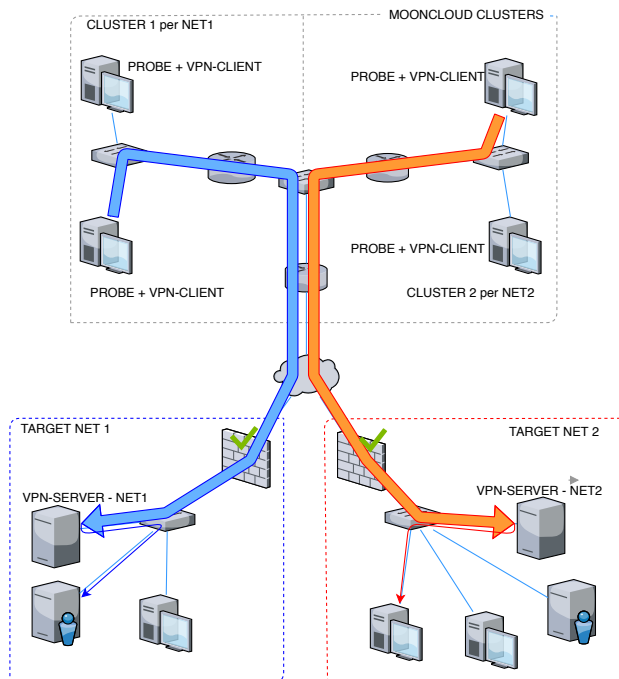 CLUSTER 1 per NET1
MOONCLOUD CLUSTERS
PROBE + VPN-CLIENT
PROBE + VPN-CLIENT
PROBE + VPN-CLIENT
PROBE + VPN-CLIENT
CLUSTER 2 per NET2
TARGET NET 1
TARGET NET 2
VPN-SERVER - NET1
VPN-SERVER - NET2